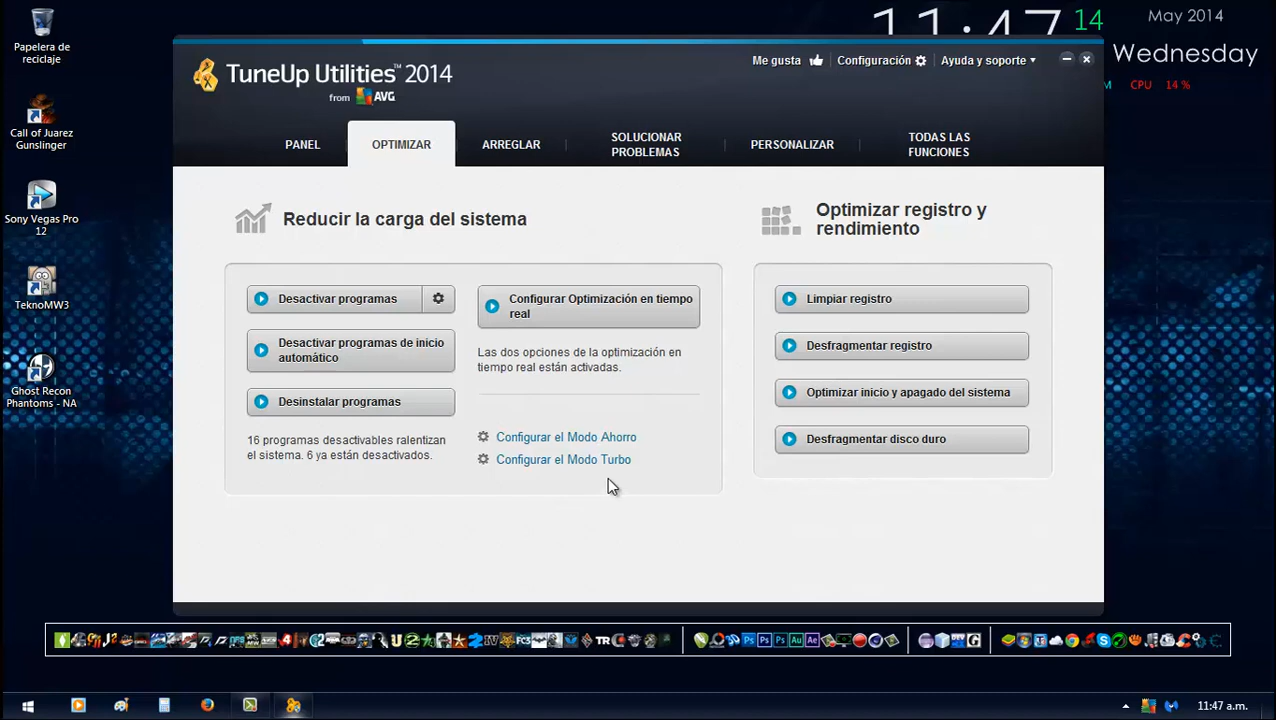 Papelera de
reciclaje
Call of Juarez
Gunslinger
Sony Vegas Pro
12
TeknoMW3
Ghost Recon
Phantoms - NA
11:47 14
May 2014
Wednesday
CPU 14 %
TuneUp Utilities™ 2014
from AVG
Me gusta Configuración Ayuda y soporte
PANEL
OPTIMIZAR
ARREGLAR
SOLUCIONAR
PROBLEMAS
PERSONALIZAR
TODAS LAS
FUNCIONES
Reducir la carga del sistema
Desactivar programas
Desactivar programas de inicio
automático
Desinstalar programas
16 programas desactivables ralentizan
el sistema. 6 ya están desactivados.
Configurar Optimización en tiempo
real
Las dos opciones de la optimización en
tiempo real están activadas.
Configurar el Modo Ahorro
Configurar el Modo Turbo
Optimizar registro y
rendimiento
Limpiar registro
Desfragmentar registro
Optimizar inicio y apagado del sistema
Desfragmentar disco duro
11:47 a.m.